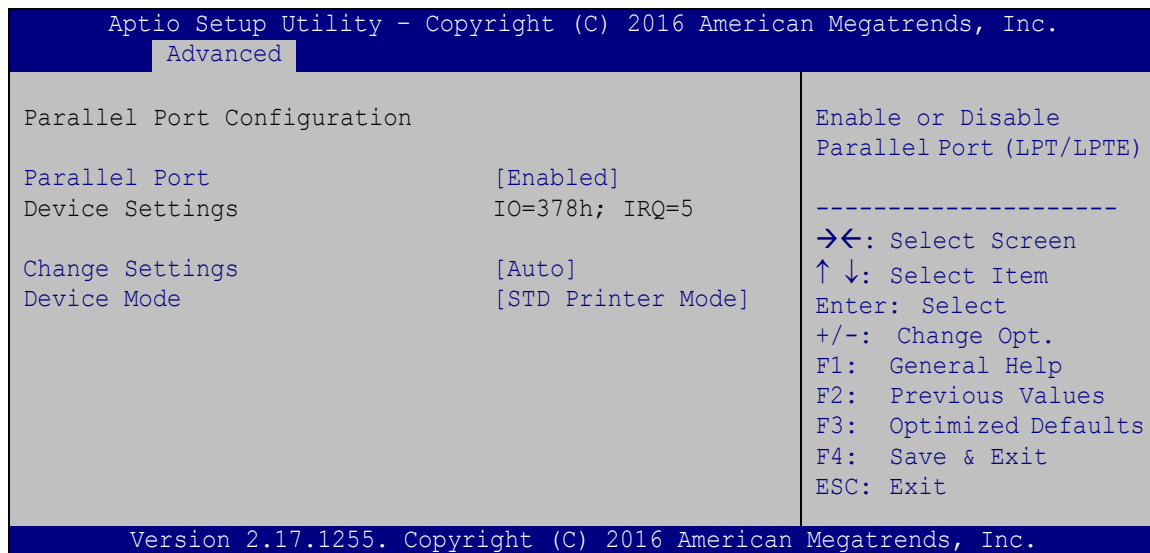 Aptio Setup Utility – Copyright (C) 2016 American Megatrends, Inc.
Advanced
Parallel Port Configuration
Parallel Port [Enabled]
Device Settings IO=378h; IRQ=5
Change Settings [Auto]
Device Mode [STD Printer Mode]
Enable or Disable
Parallel Port (LPT/LPTE)
---------------------
→←: Select Screen
↑ ↓: Select Item
Enter: Select
+/-: Change Opt.
F1: General Help
F2: Previous Values
F3: Optimized Defaults
F4: Save & Exit
ESC: Exit
Version 2.17.1255. Copyright (C) 2016 American Megatrends, Inc.